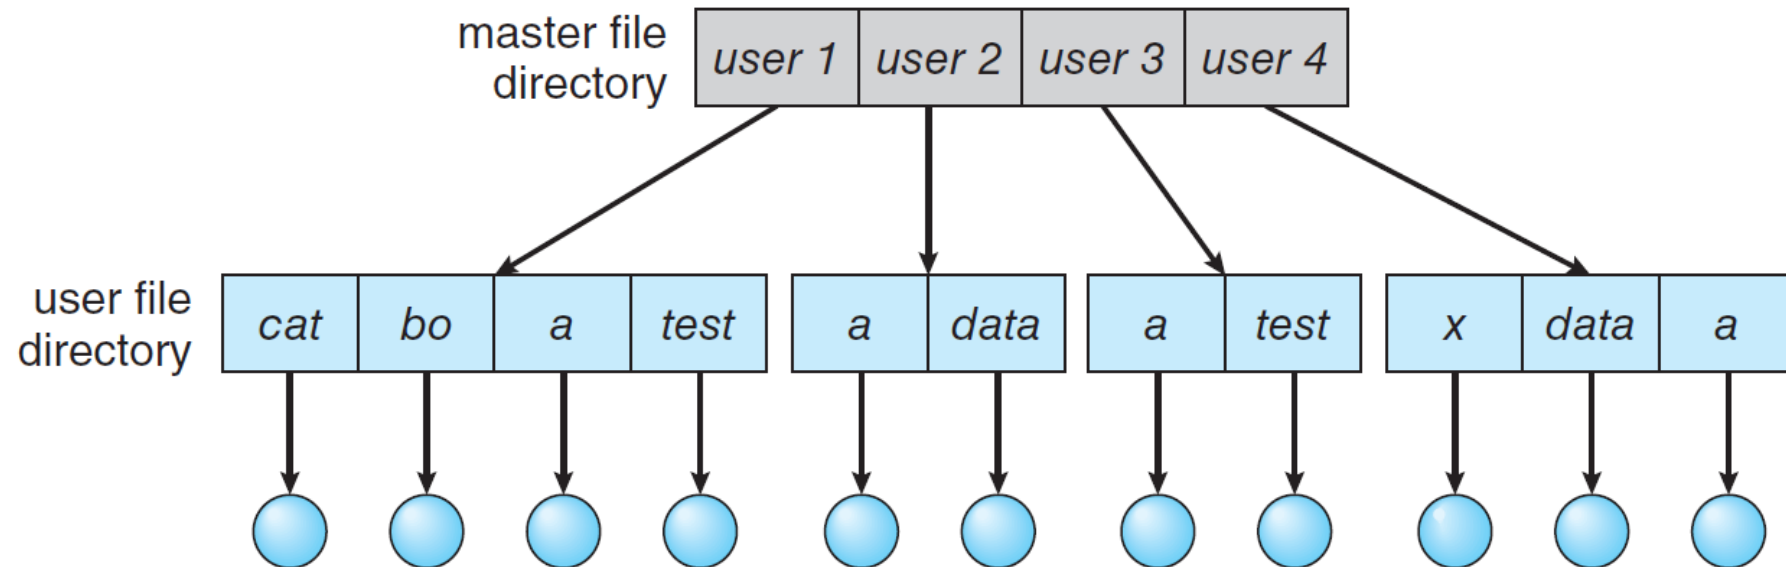 master file
directory
user 1 user 2 user 3 user 4
user file
directory
cat bo a test a data a test x data a